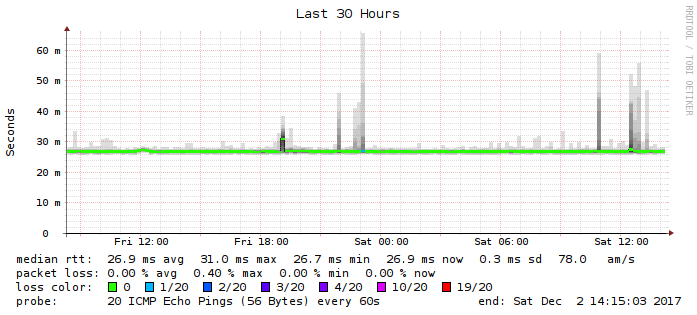 Last 30 Hours
RRDTOOL / TOBI OETIKER
Seconds
60 m
50 m
40 m
30 m
20 m
10 m
0
Fri 12:00 Fri 18:00 Sat 00:00 Sat 06:00 Sat 12:00
median rtt: 26.9 ms avg 31.0 ms max 26.7 ms min 26.9 ms now 0.3 ms sd 78.0 am/s
packet loss: 0.00 % avg 0.40 % max 0.00 % min 0.00 % now
loss color: 0 1/20 2/20 3/20 4/20 10/20 19/20
probe: 20 ICMP Echo Pings (56 Bytes) every 60s end: Sat Dec 2 14:15:03 2017